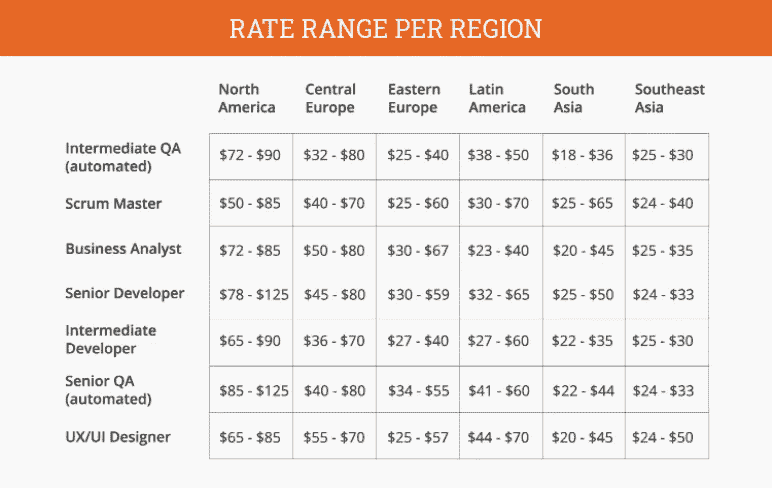 RATE RANGE PER REGION
North America Central Europe Eastern Europe Latin America South Asia Southeast Asia
Intermediate QA (automated) $72 - $90 $32 - $80 $25 - $40 $38 - $50 $18 - $36 $25 - $30
Scrum Master $50 - $85 $40 - $70 $25 - $60 $30 - $70 $25 - $65 $24 - $40
Business Analyst $72 - $85 $50 - $80 $30 - $67 $23 - $40 $20 - $45 $25 - $35
Senior Developer $78 - $125 $45 - $80 $30 - $59 $32 - $65 $25 - $50 $24 - $33
Intermediate Developer $65 - $90 $36 - $70 $27 - $40 $27 - $60 $22 - $35 $25 - $30
Senior QA (automated) $85 - $125 $40 - $80 $34 - $55 $41 - $60 $22 - $44 $24 - $33
UX/UI Designer $65 - $85 $55 - $70 $25 - $57 $44 - $70 $20 - $45 $24 - $50